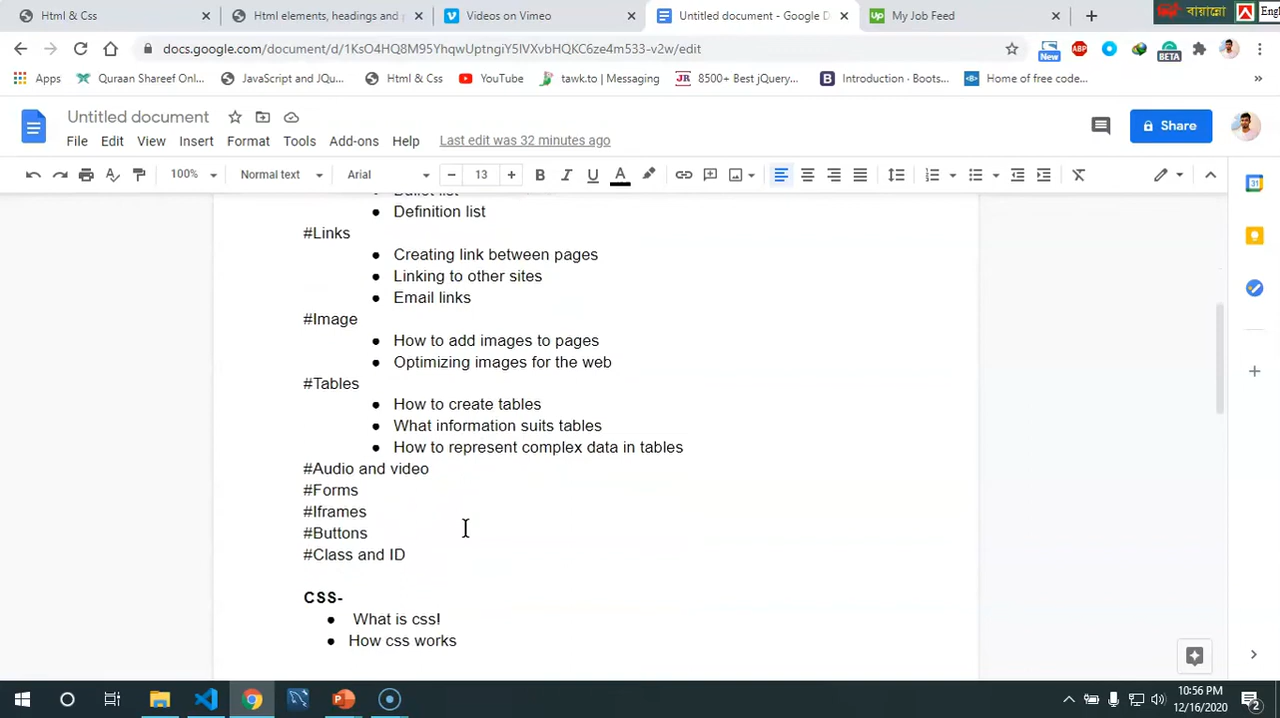 Html & Css
Html elements, headings and
Video
Untitled document - Google D
My Job Feed
বায়ান্নো
Engl
docs.google.com/document/d/1KsO4HQ8M95YhqwUptngiY5IVXvbHQKC6ze4m533-v2w/edit
New
ABP
BETA
Apps
Quraan Shareef Onl...
JavaScript and JQu...
Html & Css
YouTube
tawk.to | Messaging
8500+ Best jQuery...
Introduction · Boots...
Home of free code...
»
Untitled document
File Edit View Insert Format Tools Add-ons Help Last edit was 32 minutes ago
Share
100% Normal text Arial 13
Definition list
#Links
Creating link between pages
Linking to other sites
Email links
#Image
How to add images to pages
Optimizing images for the web
#Tables
How to create tables
What information suits tables
How to represent complex data in tables
#Audio and video
#Forms
#Iframes
#Buttons
#Class and ID
CSS-
What is css!
How css works
10:56 PM
12/16/2020
2